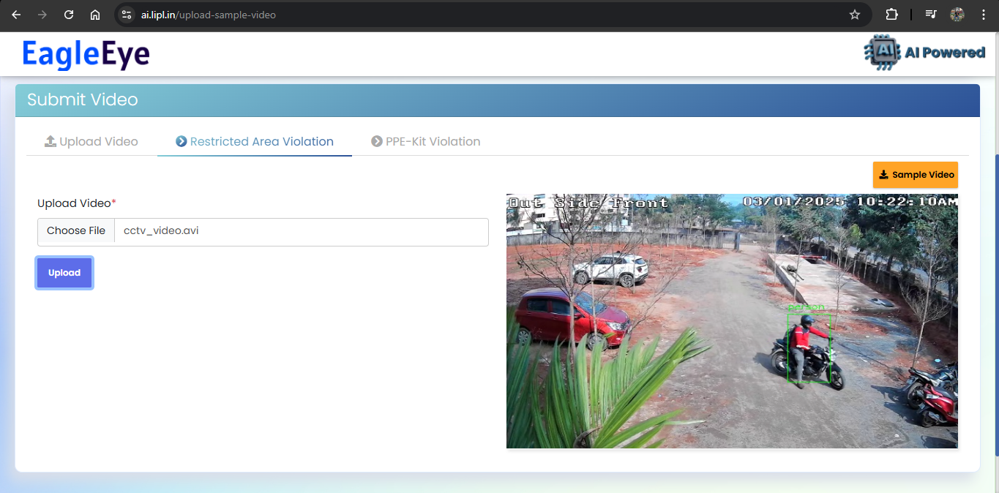 ai.lipl.in/upload-sample-video
EagleEye
AI
AI Powered
Submit Video
Upload Video
Restricted Area Violation
PPE-Kit Violation
Sample Video
Upload Video*
Choose File
cctv_video.avi
Upload
Out Side Front
03/01/2025 10:22:10AM
person